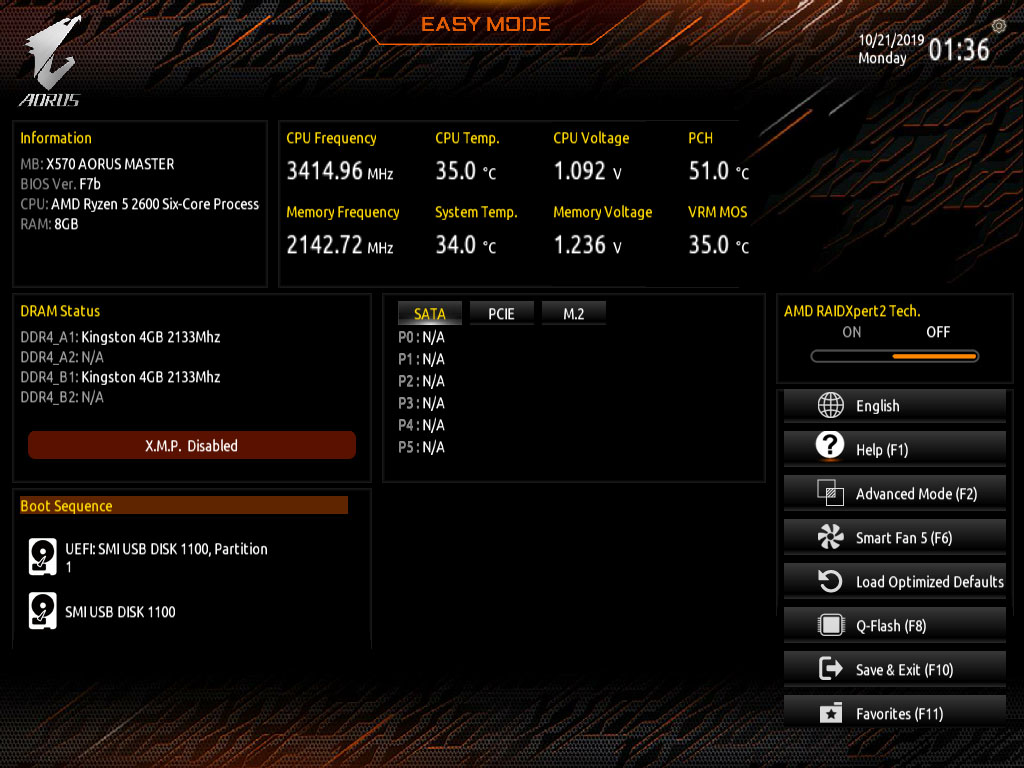 EASY MODE
10/21/2019
Monday
01:36
AORUS
Information
MB: X570 AORUS MASTER
BIOS Ver. F7b
CPU: AMD Ryzen 5 2600 Six-Core Process
RAM: 8GB
CPU Frequency CPU Temp. CPU Voltage PCH
3414.96 MHz 35.0 °C 1.092 V 51.0 °C
Memory Frequency System Temp. Memory Voltage VRM MOS
2142.72 MHz 34.0 °C 1.236 V 35.0 °C
DRAM Status
DDR4_A1: Kingston 4GB 2133Mhz
DDR4_A2: N/A
DDR4_B1: Kingston 4GB 2133Mhz
DDR4_B2: N/A
X.M.P. Disabled
SATA PCIE M.2
P0 : N/A
P1 : N/A
P2 : N/A
P3 : N/A
P4 : N/A
P5 : N/A
AMD RAIDXpert2 Tech.
ON OFF
Boot Sequence
UEFI: SMI USB DISK 1100, Partition
1
SMI USB DISK 1100
English
Help (F1)
Advanced Mode (F2)
Smart Fan 5 (F6)
Load Optimized Defaults
Q-Flash (F8)
Save & Exit (F10)
Favorites (F11)